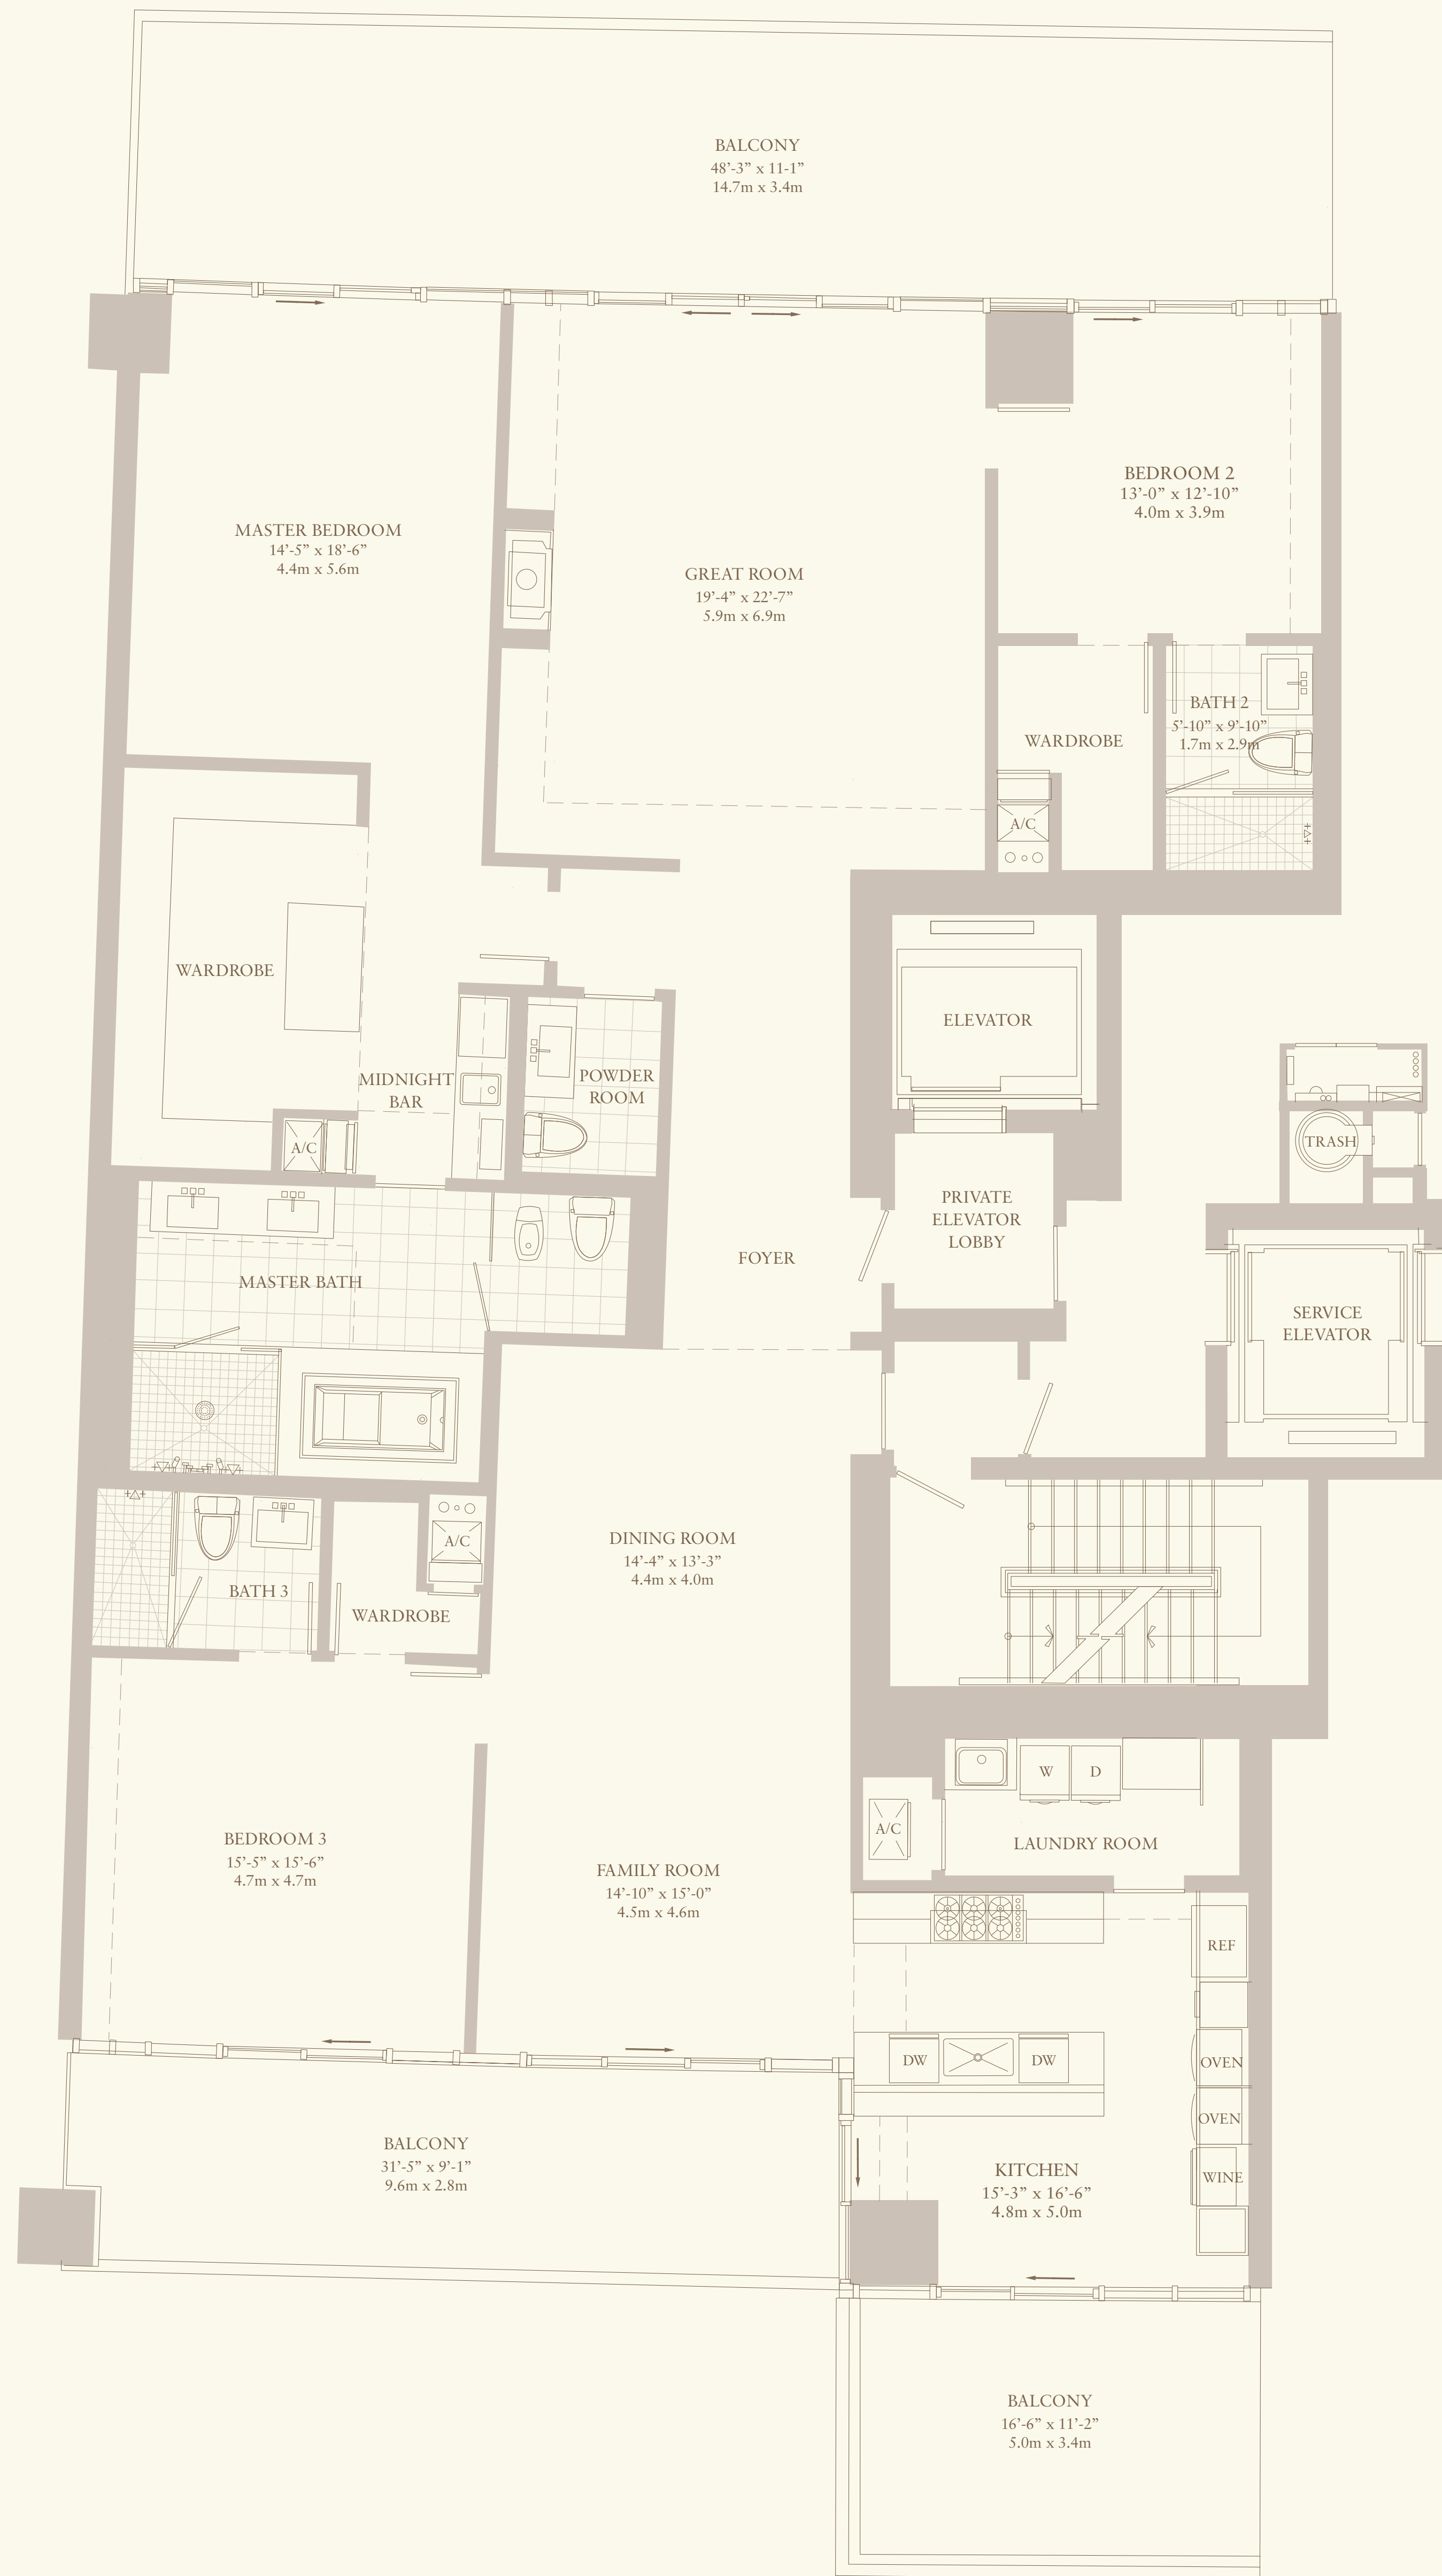 BALCONY
48’-3” x 11-1”
14.7m x 3.4m
BEDROOM 2
13’-0” x 12’-10”
4.0m x 3.9m
MASTER BEDROOM
14’-5” x 18’-6”
4.4m x 5.6m
GREAT ROOM
19’-4” x 22’-7”
5.9m x 6.9m
BATH 2
5’-10” x 9’-10”
1.7m x 2.9m
WARDROBE
A/C
WARDROBE
ELEVATOR
MIDNIGHT
BAR
POWDER
ROOM
A/C
TRASH
PRIVATE
ELEVATOR
LOBBY
FOYER
MASTER BATH
SERVICE
ELEVATOR
DINING ROOM
14’-4” x 13’-3”
4.4m x 4.0m
A/C
BATH 3
WARDROBE
W
D
A/C
LAUNDRY ROOM
BEDROOM 3
15’-5” x 15’-6”
4.7m x 4.7m
FAMILY ROOM
14’-10” x 15’-0”
4.5m x 4.6m
REF
DW
DW
OVEN
OVEN
WINE
BALCONY
31’-5” x 9’-1”
9.6m x 2.8m
KITCHEN
15’-3” x 16’-6”
4.8m x 5.0m
BALCONY
16’-6” x 11’-2”
5.0m x 3.4m